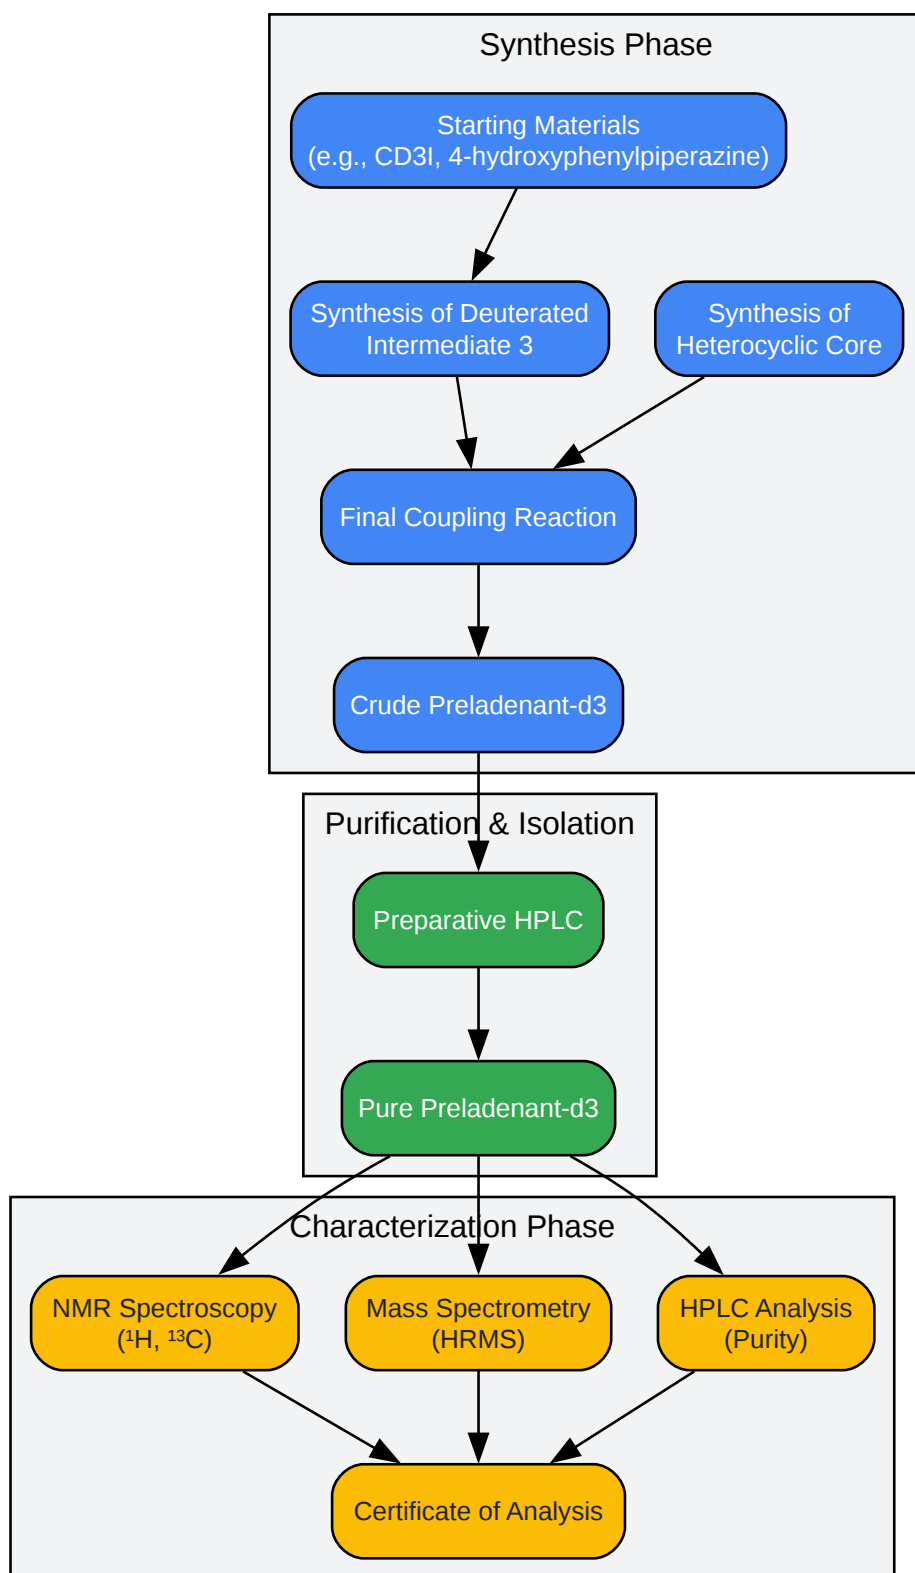 Synthesis Phase
Starting Materials
(e.g., CD3I, 4-hydroxyphenylpiperazine)
Synthesis of Deuterated
Intermediate 3
Synthesis of
Heterocyclic Core
Final Coupling Reaction
Crude Preladenant-d3
Purification & Isolation
Preparative HPLC
Pure Preladenant-d3
Characterization Phase
NMR Spectroscopy
(¹H, ¹³C)
Mass Spectrometry
(HRMS)
HPLC Analysis
(Purity)
Certificate of Analysis